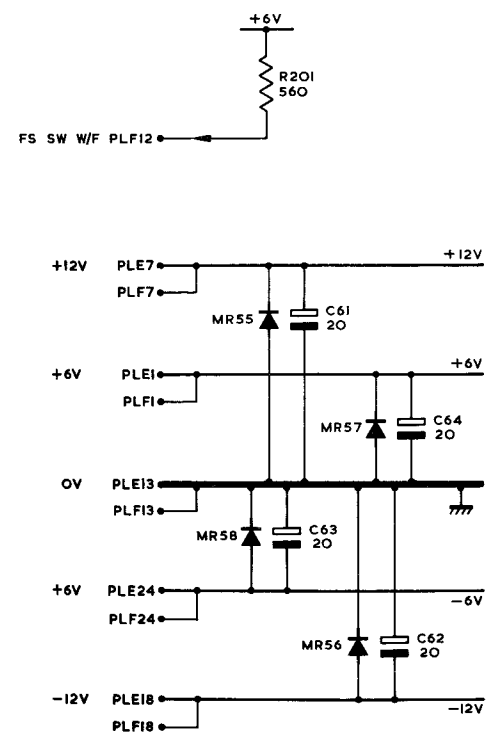 +6V
R201
560
FS SW W/F PLF12
+12V PLE7 +12V
PLF7
MR55 C61
20
+6V PLE1 +6V
PLF1
MR57 C64
20
0V PLE13
PLF13
MR58 C63
20
+6V PLE24 -6V
PLF24
MR56 C62
20
-12V PLE18 -12V
PLF18